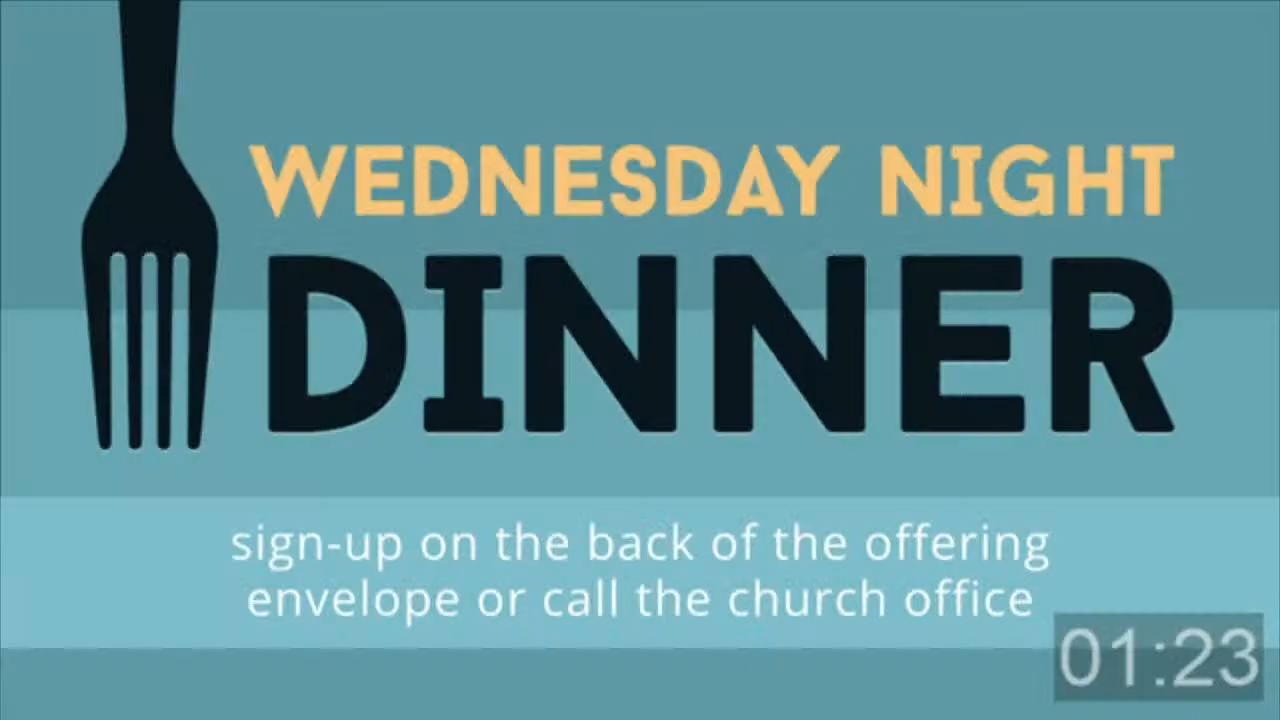 WEDNESDAY NIGHT
DINNER
sign-up on the back of the offering
envelope or call the church office
01:23